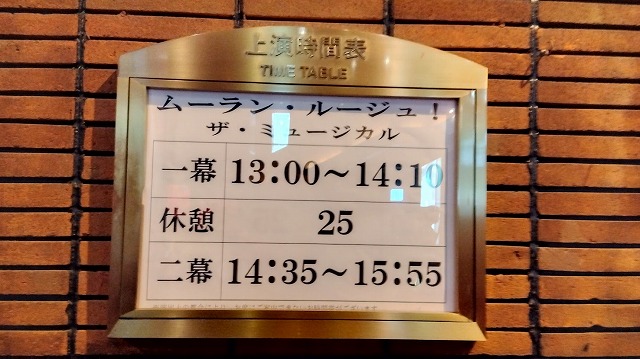 上演時間表
TIME TABLE
ムーラン・ルージュ！
ザ・ミュージカル
一幕 13:00～14:10
休憩 25
二幕 14:35～15:55